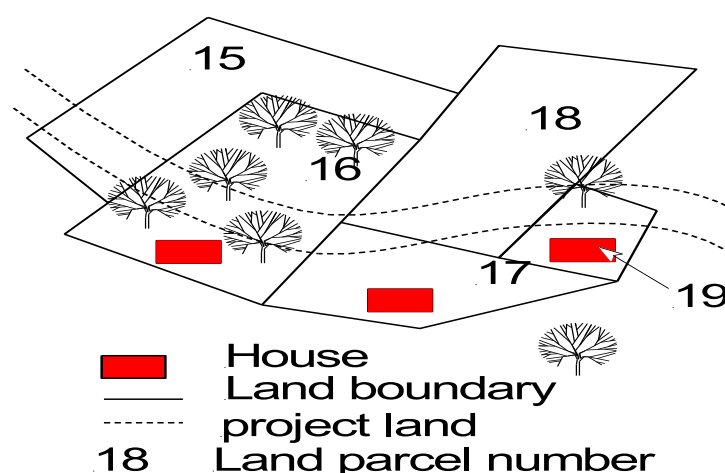 15
18
16
17
19
House
Land boundary
project land
18 Land parcel number